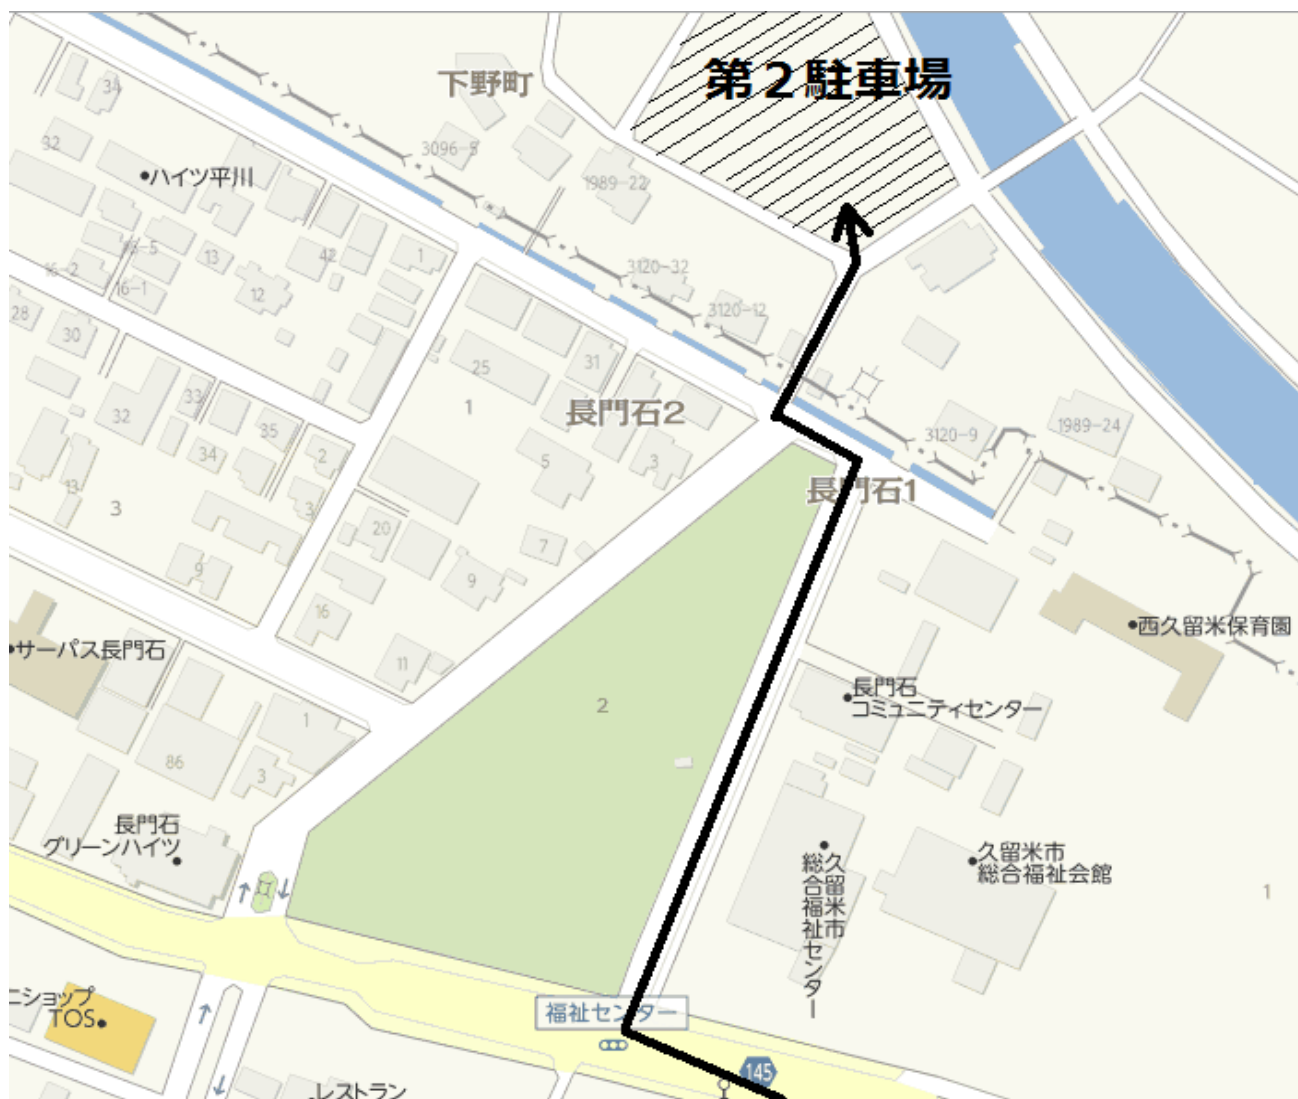 第２駐車場
下野町
34
32
3096-5
ハイツ平川
1989-22
16-5
13
42
1
16-2
16-1
12
3120-32
3120-12
28
30
31
25
33
1
長門石2
32
35
3120-9
1989-24
34
2
5
3
13
3
長門石1
3
20
7
9
9
16
西久留米保育園
サーパス長門石
11
長門石
コミュニティセンター
2
1
86
3
長門石
グリーンハイツ
久留米市
総合福祉センター
久留米市
総合福祉会館
1
ニショップ
TOS
福祉センター
145
レストラン